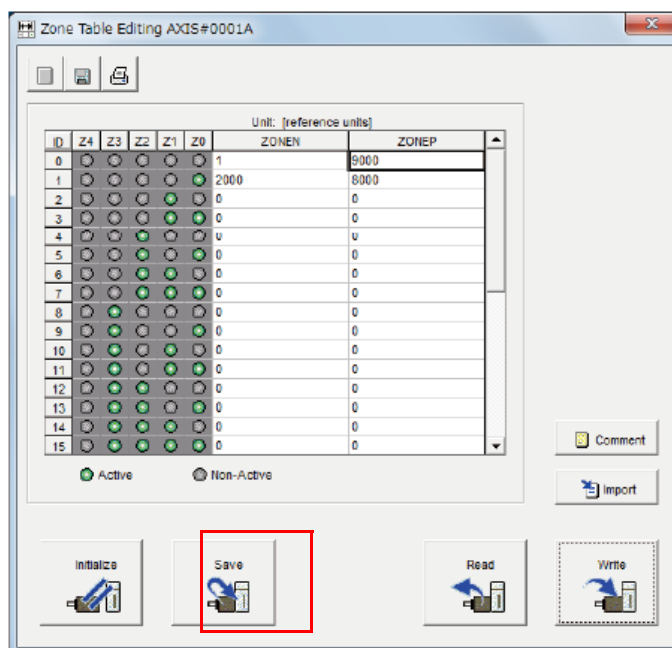 Zone Table Editing AXIS#0001A
Unit: [reference units]
ID Z4 Z3 Z2 Z1 Z0 ZONEN ZONEP
0 1 9000
1 2000 8000
2 0 0
3 0 0
4 0 0
5 0 0
6 0 0
7 0 0
8 0 0
9 0 0
10 0 0
11 0 0
12 0 0
13 0 0
14 0 0
15 0 0
Active Non-Active
Comment
Import
Initialize Save Read Write